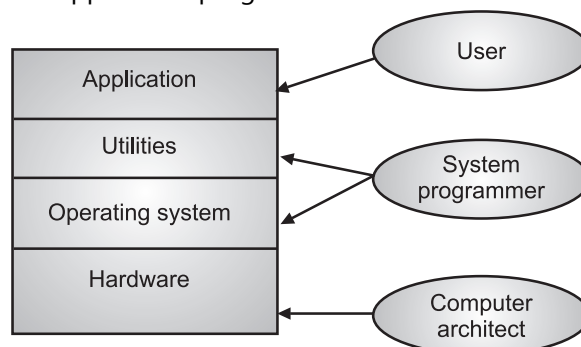 User
Application
Utilities
System
programmer
Operating system
Hardware
Computer
architect